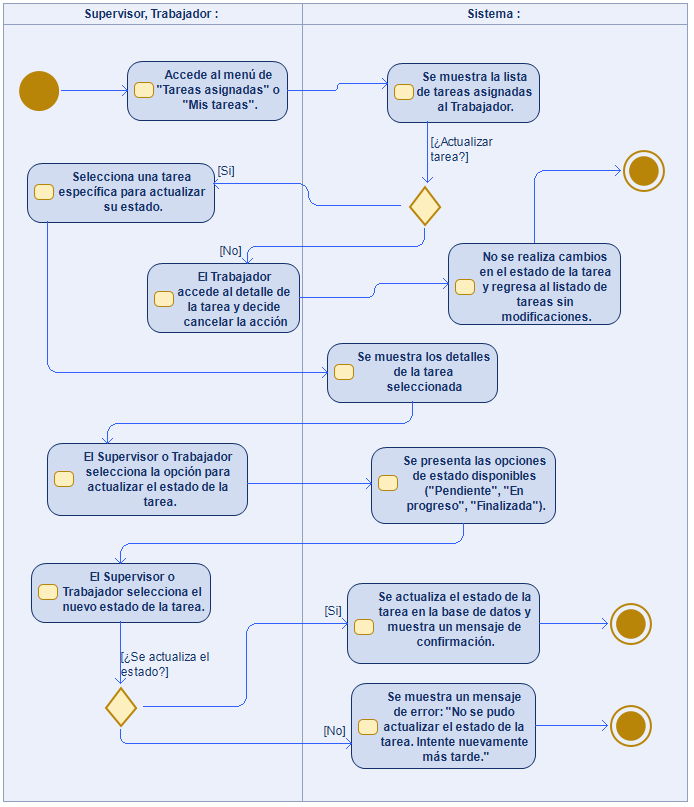 Supervisor, Trabajador :
Sistema :
Accede al menú de
"Tareas asignadas" o
"Mis tareas".
Se muestra la lista
de tareas asignadas
al Trabajador.
[¿Actualizar
tarea?]
[Si]
Selecciona una tarea
específica para actualizar
su estado.
[No]
El Trabajador
accede al detalle de
la tarea y decide
cancelar la acción
No se realiza cambios
en el estado de la tarea
y regresa al listado de
tareas sin
modificaciones.
Se muestra los detalles
de la tarea
seleccionada
El Supervisor o Trabajador
selecciona la opción para
actualizar el estado de la
tarea.
Se presenta las opciones
de estado disponibles
("Pendiente", "En
progreso", "Finalizada").
El Supervisor o
Trabajador selecciona el
nuevo estado de la tarea.
[¿Se actualiza el
estado?]
[Si]
Se actualiza el estado de la
tarea en la base de datos y
muestra un mensaje de
confirmación.
[No]
Se muestra un mensaje
de error: "No se pudo
actualizar el estado de la
tarea. Intente nuevamente
más tarde."